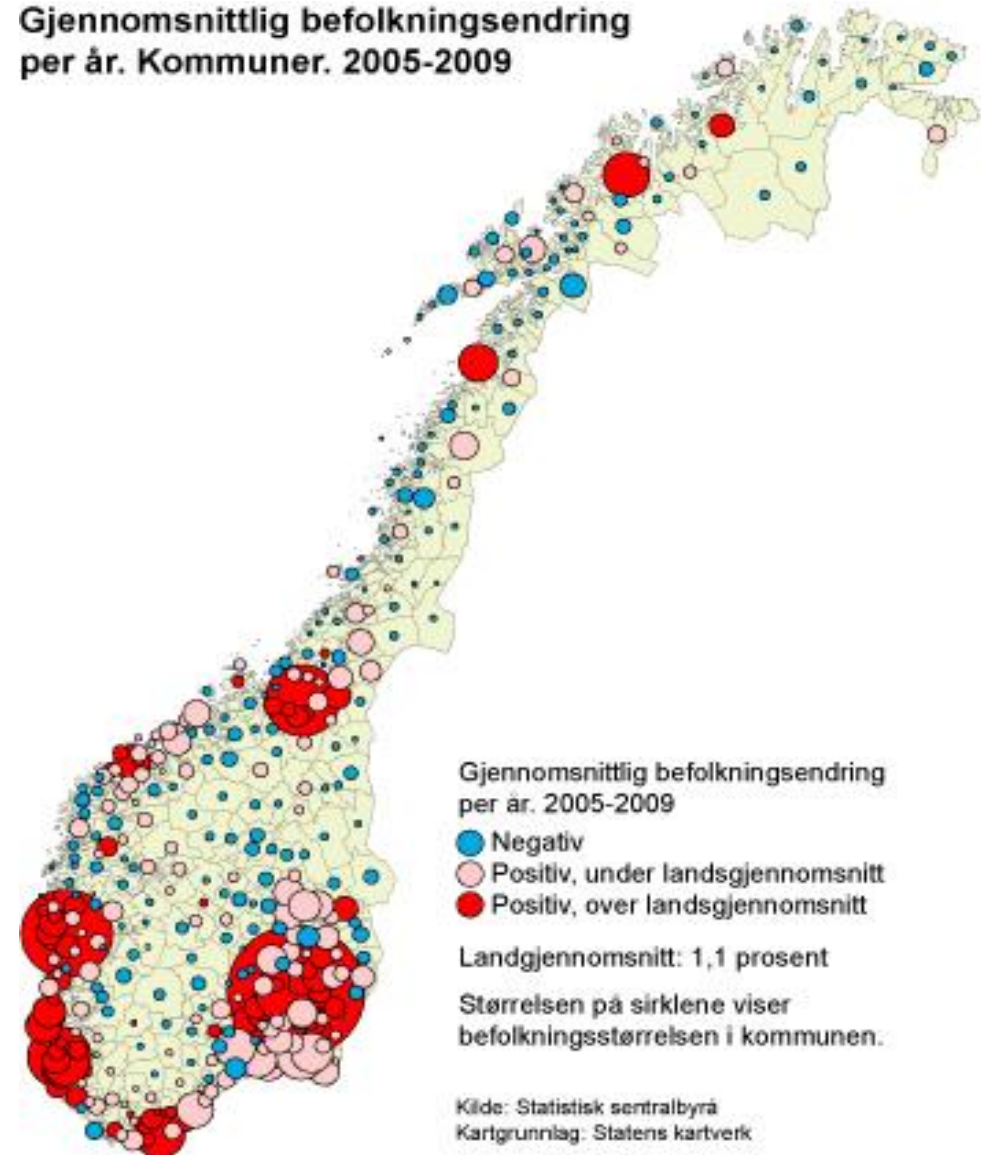 Gjennomsnittlig befolkningsendring
per år. Kommuner. 2005-2009
Gjennomsnittlig befolkningsendring
per år. 2005-2009
Negativ
Positiv, under landsgjennomsnitt
Positiv, over landsgjennomsnitt
Landgjennomsnitt: 1,1 prosent
Størrelsen på sirklene viser
befolkningsstørrelsen i kommunen.
Kilde: Statistisk sentralbyrå
Kartgrunnlag: Statens kartverk